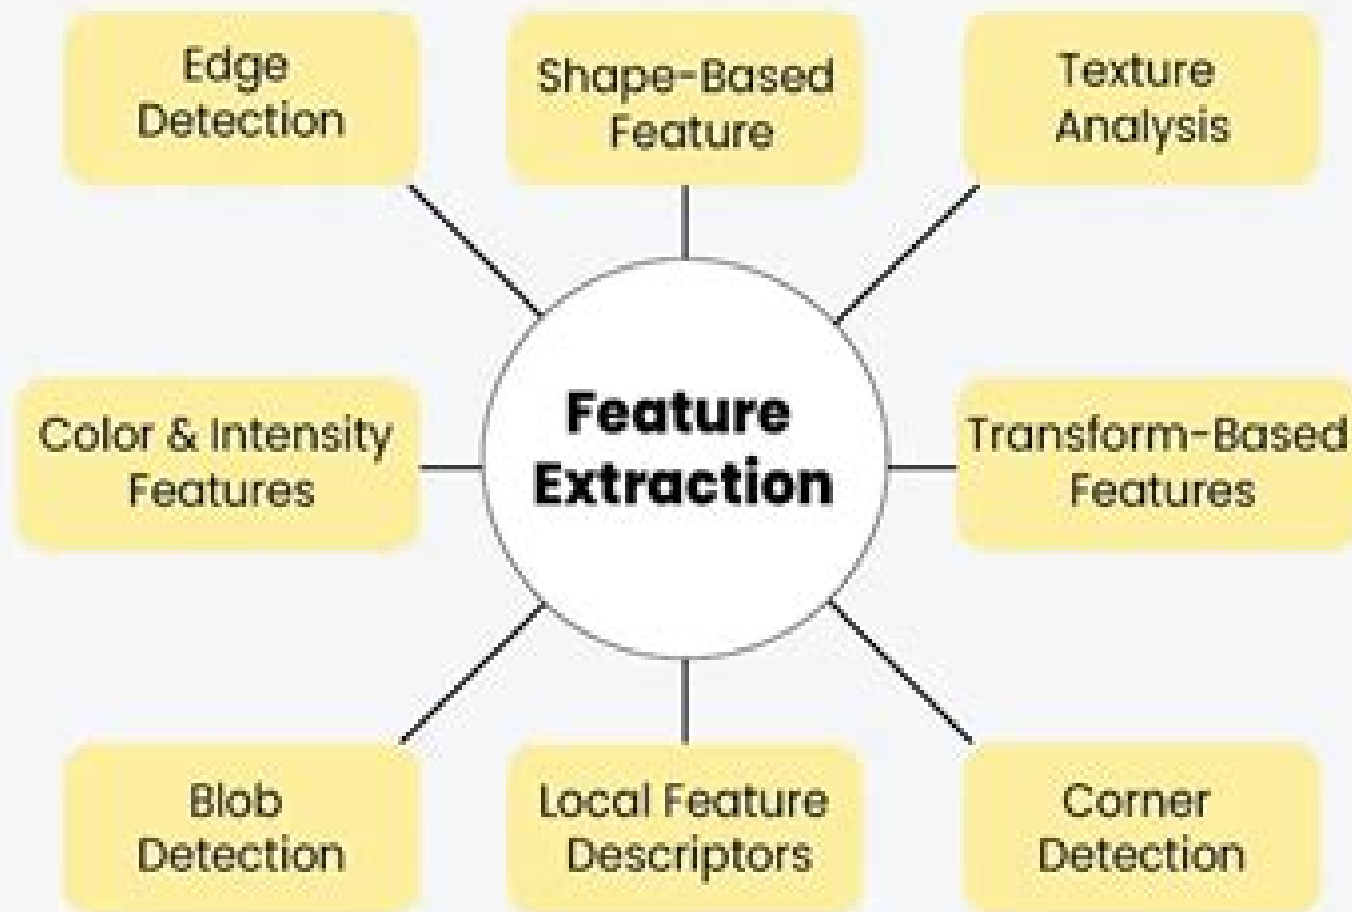 Edge
Detection
Shape-Based
Feature
Texture
Analysis
Color & Intensity
Features
Feature
Extraction
Transform-Based
Features
Blob
Detection
Local Feature
Descriptors
Corner
Detection